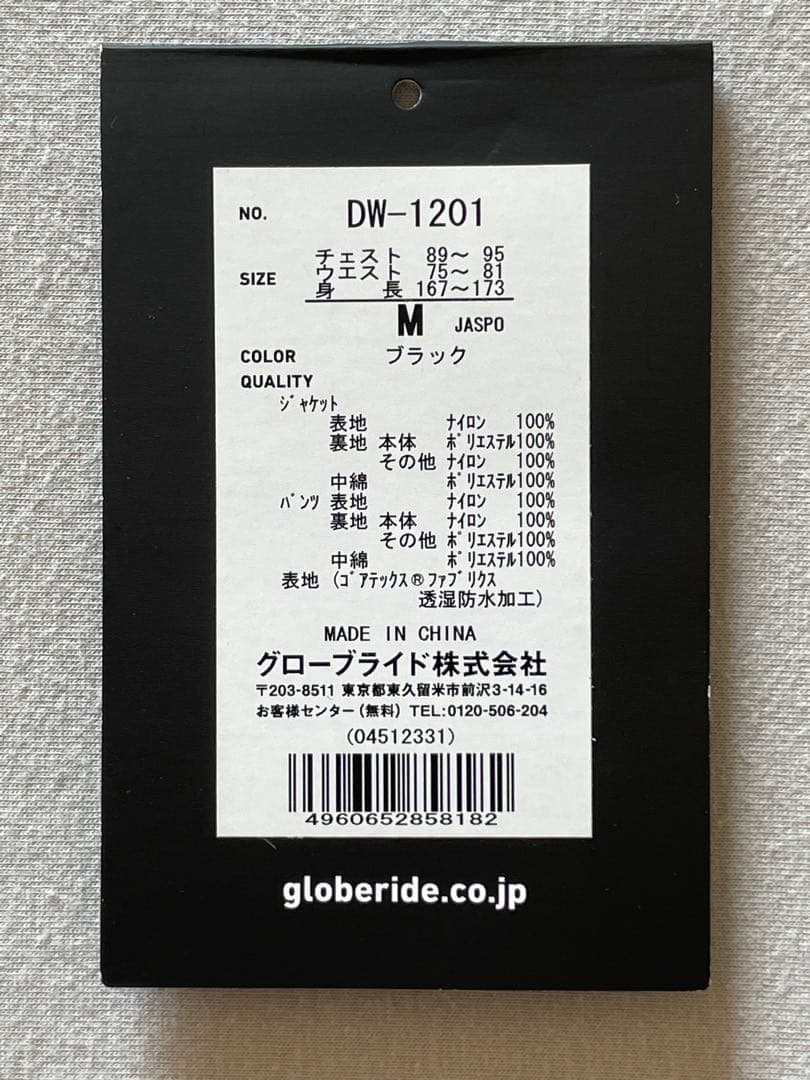 NO. DW-1201
チェスト 89～ 95
SIZE ウエスト 75～ 81
身 長 167～173
M JASPO
COLOR ブラック
QUALITY
ｼﾞｬｹｯﾄ
表地 ﾅｲﾛﾝ 100%
裏地 本体 ﾎﾟﾘｴｽﾃﾙ100%
その他 ﾅｲﾛﾝ 100%
中綿 ﾎﾟﾘｴｽﾃﾙ100%
ﾊﾟﾝﾂ 表地 ﾅｲﾛﾝ 100%
裏地 本体 ﾅｲﾛﾝ 100%
その他 ﾎﾟﾘｴｽﾃﾙ100%
中綿 ﾎﾟﾘｴｽﾃﾙ100%
表地 (ｺﾞｱﾃｯｸｽ®ﾌｧﾌﾞﾘｸｽ
透湿防水加工)
MADE IN CHINA
グローブライド株式会社
〒203-8511 東京都東久留米市前沢3-14-16
お客様センター(無料) TEL:0120-506-204
(04512331)
4960652858182
globeride.co.jp